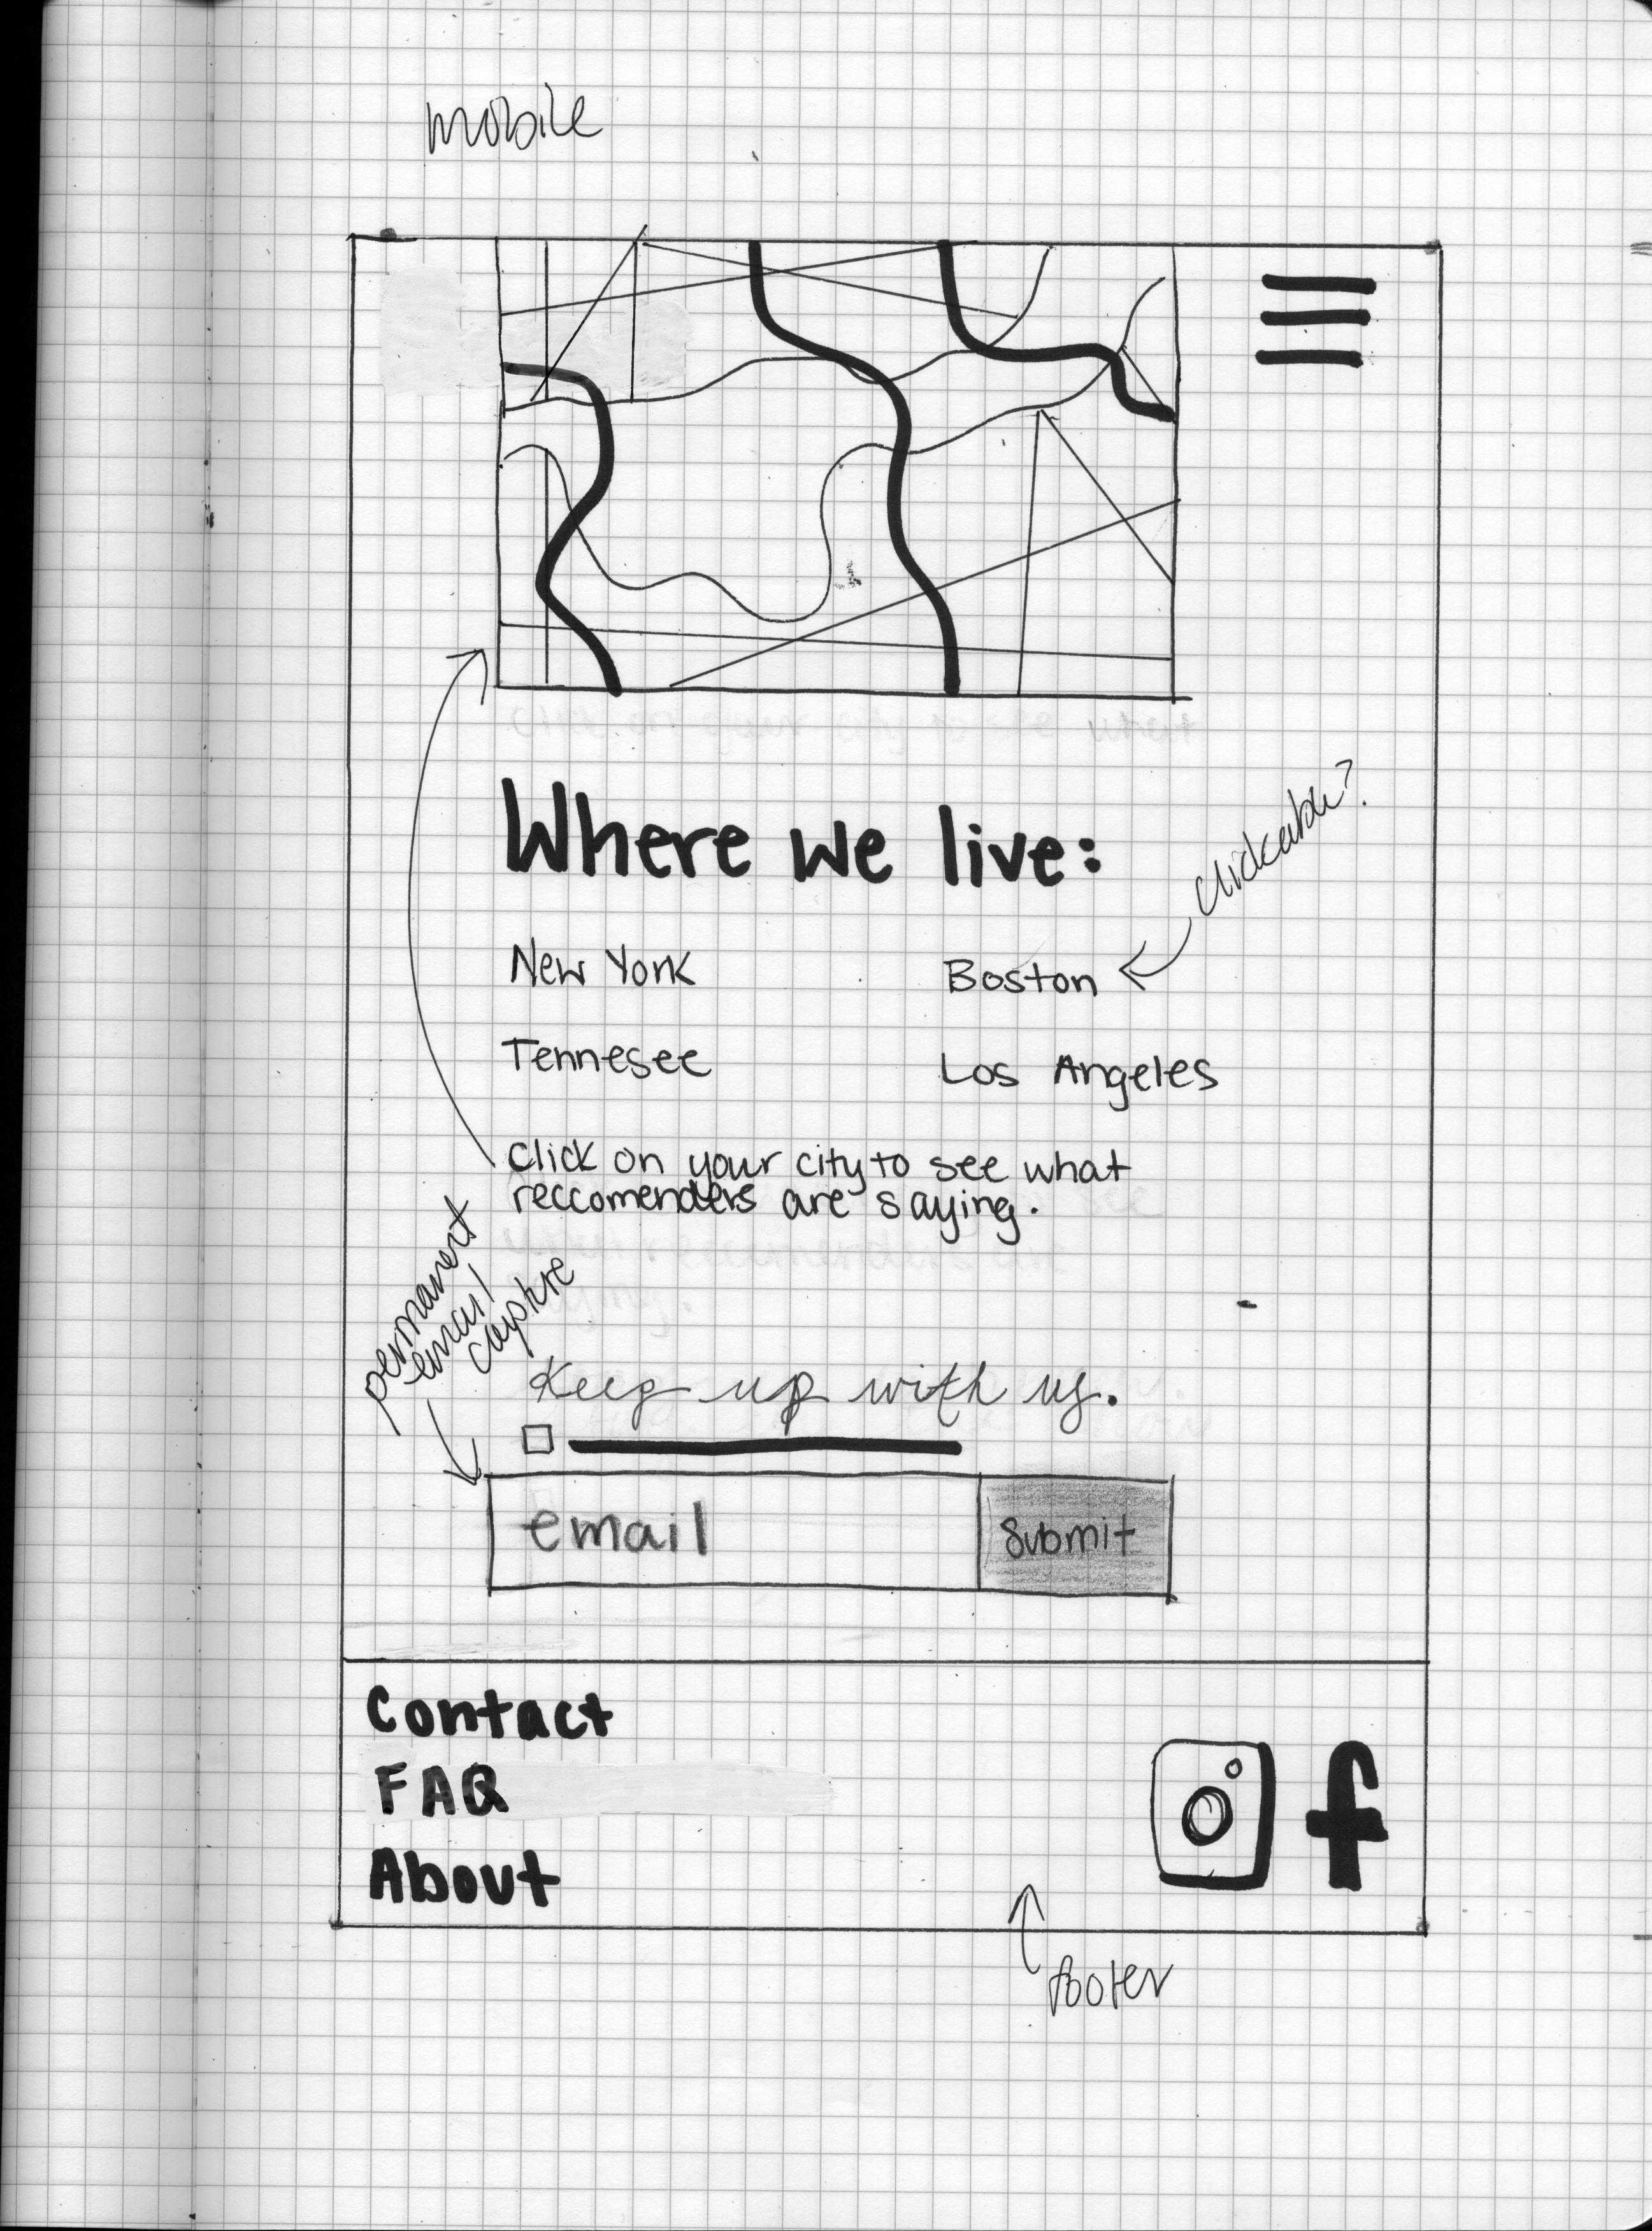 mobile
Where we live:
clickable?
New York
Boston
Tennesee
Los Angeles
Click on your city to see what
reccomenders are saying.
permanent
email
capture
Keep up with us.
email
Submit
Contact
FAQ
About
f
footer